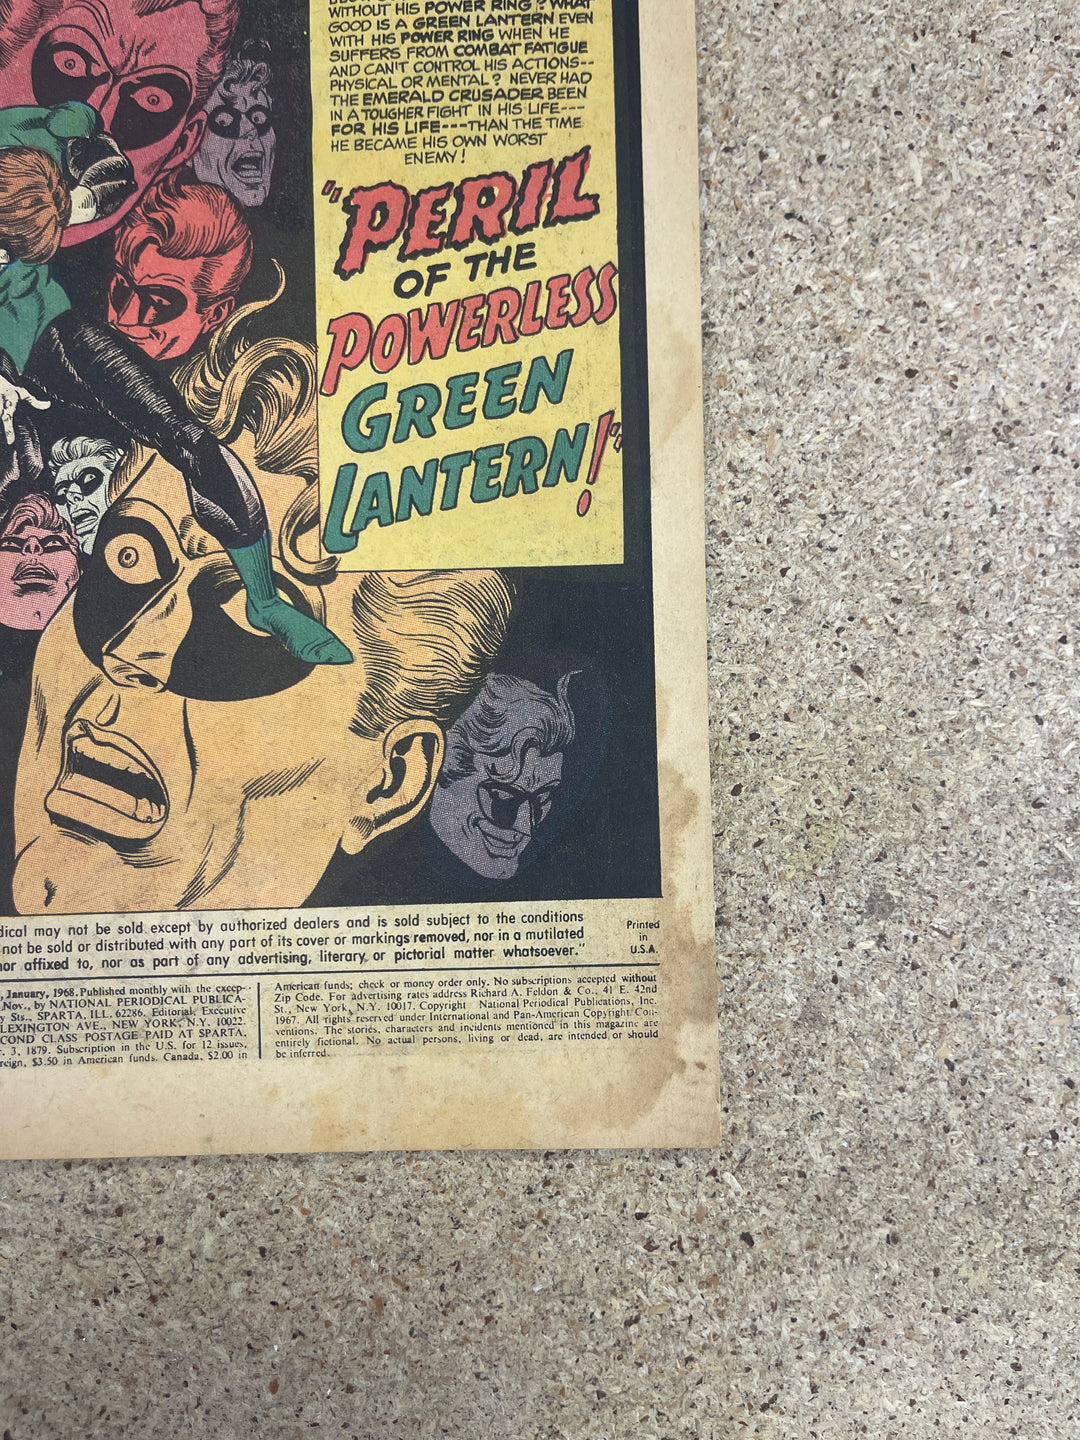 WITHOUT HIS POWER RING? WHAT
GOOD IS A GREEN LANTERN EVEN
WITH HIS POWER RING WHEN HE
SUFFERS FROM COMBAT FATIGUE
AND CAN'T CONTROL HIS ACTIONS--
PHYSICAL OR MENTAL? NEVER HAD
THE EMERALD CRUSADER BEEN
IN A TOUGHER FIGHT IN HIS LIFE---
FOR HIS LIFE---THAN THE TIME
HE BECAME HIS OWN WORST
ENEMY!
"PERIL
OF THE
POWERLESS
GREEN
LANTERN!"
dical may not be sold except by authorized dealers and is sold subject to the conditions
not be sold or distributed with any part of its cover or markings removed, nor in a mutilated
nor affixed to, nor as part of any advertising, literary or pictorial matter whatsoever."
Printed
in
U.S.A.
, January, 1968. Published monthly with the excep-
Nov., by NATIONAL PERIODICAL PUBLICA-
y Sts., SPARTA, ILL. 62286. Editorial, Executive
LEXINGTON AVE., NEW YORK, N.Y. 10022.
COND CLASS POSTAGE PAID AT SPARTA,
. 3, 1879. Subscription in the U.S. for 12 issues,
reign, $3.50 in American funds. Canada, $2.00 in
American funds; check or money order only. No subscriptions accepted without
Zip Code. For advertising rates address Richard A. Feldon & Co., 41 E. 42nd
St., New York, N.Y. 10017. Copyright National Periodical Publications, Inc.
1967. All rights reserved under International and Pan-American Copyright Con-
ventions. The stories, characters and incidents mentioned in this magazine are
entirely fictional. No actual persons, living or dead, are intended or should
be inferred.